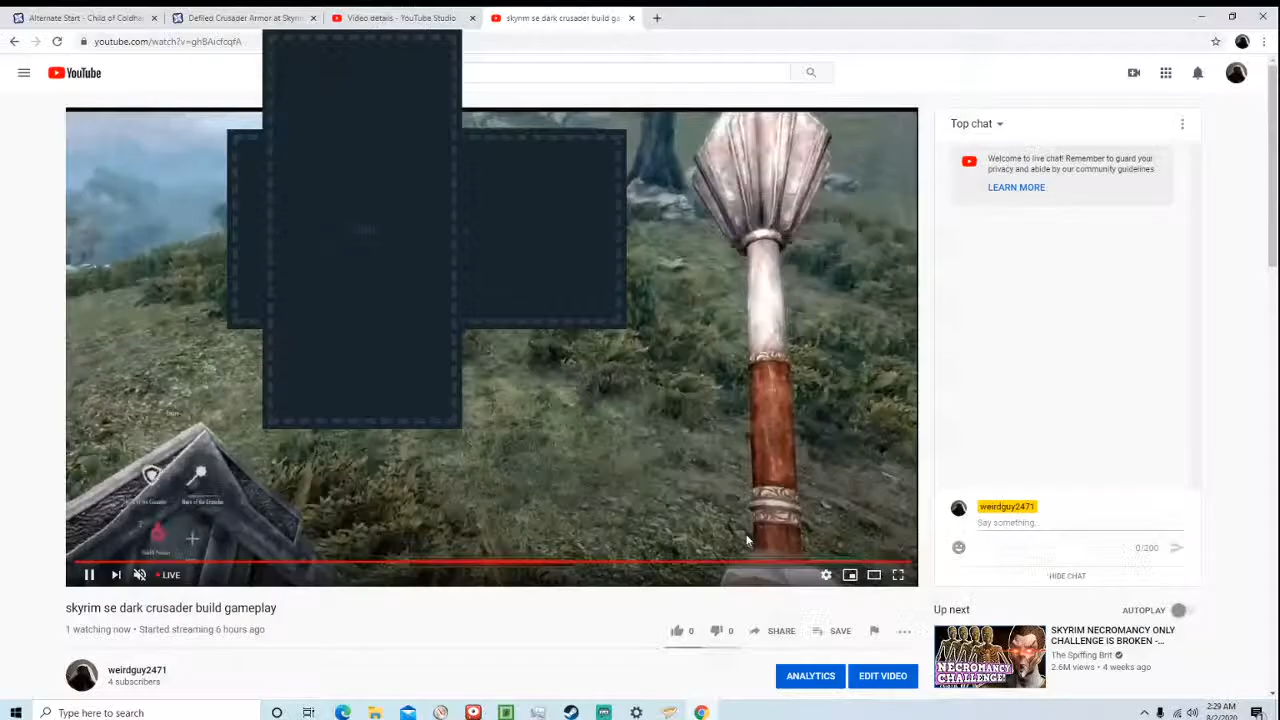 Alternate Start - Child of Coldha
Defiled Crusader Armor at Skyri
Video details - YouTube Studio
skyrim se dark crusader build ga
youtube.com/watch?v=ghBAicfcqfA
YouTube
Top chat
Welcome to live chat! Remember to guard your
privacy and abide by our community guidelines
LEARN MORE
weirdguy2471
Say something...
0/200
HIDE CHAT
LIVE
skyrim se dark crusader build gameplay
1 watching now • Started streaming 6 hours ago
0
0
SHARE
SAVE
weirdguy2471
4 subscribers
ANALYTICS
EDIT VIDEO
Up next
AUTOPLAY
NECROMANCY
CHALLENGE!
SKYRIM NECROMANCY ONLY
CHALLENGE IS BROKEN -...
The Spiffing Brit
2.6M views • 4 weeks ago
Type here to search
2:29 AM
8/2/2020